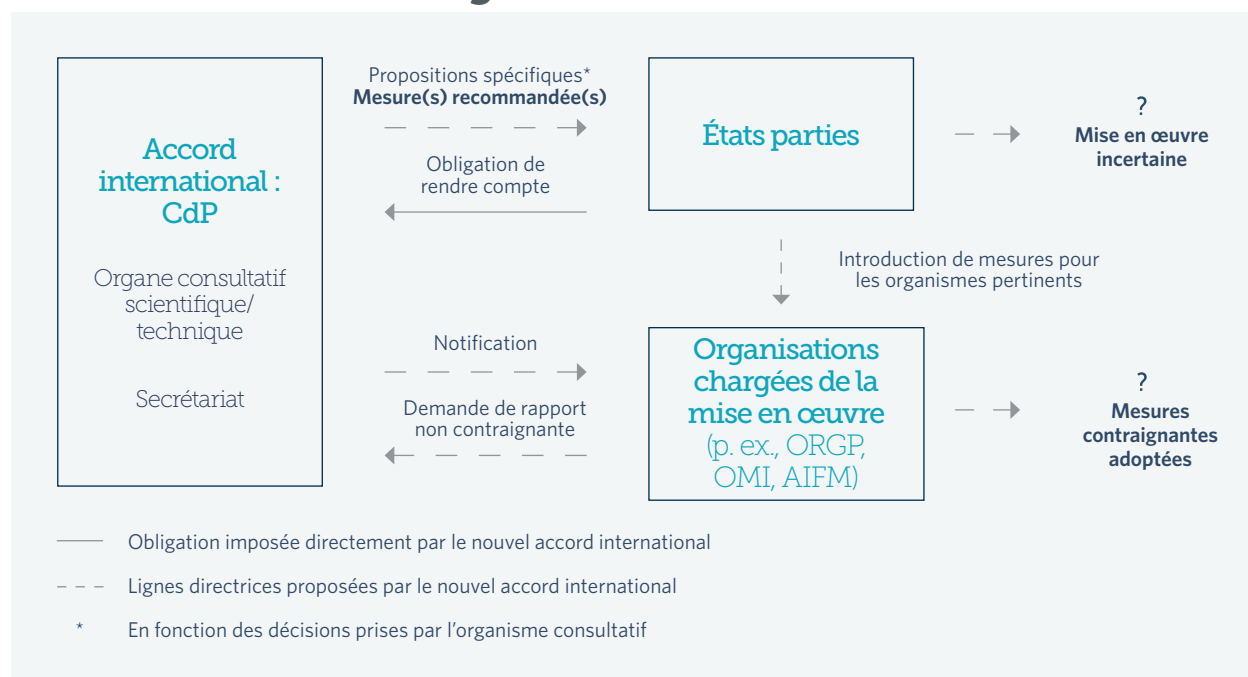 Accord
international :
CdP
Organe consultatif
scientifique/
technique
Secrétariat
Propositions spécifiques*
Mesure(s) recommandée(s)
Obligation de
rendre compte
Notification
Demande de rapport
non contraignante
États parties
?
Mise en œuvre
incertaine
Introduction de mesures pour
les organismes pertinents
Organisations
chargées de la
mise en œuvre
(p. ex., ORGP,
OMI, AIFM)
?
Mesures
contraignantes
adoptées
Obligation imposée directement par le nouvel accord international
Lignes directrices proposées par le nouvel accord international
* En fonction des décisions prises par l’organisme consultatif